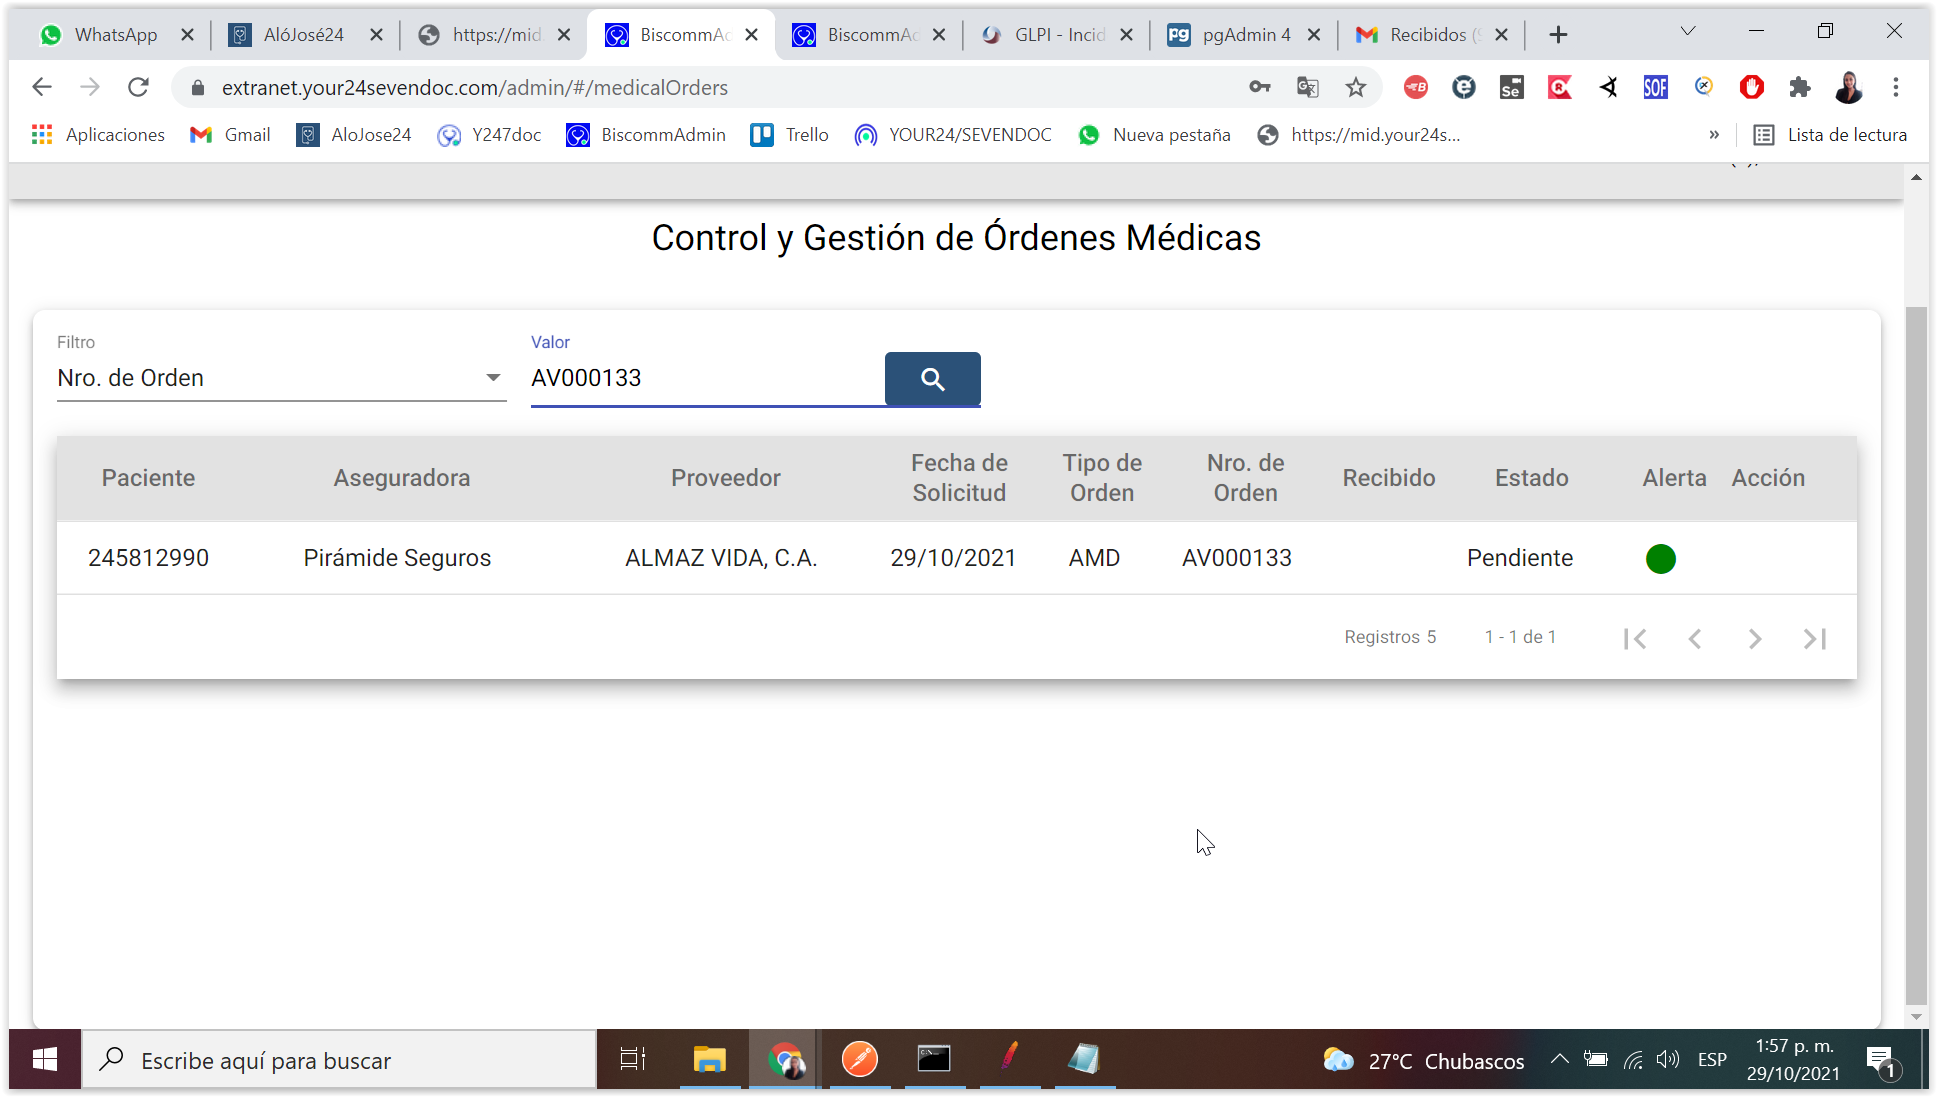 WhatsApp
AlóJosé24
https://mid
BiscommAd
BiscommAd
GLPI - Incid
pgAdmin 4
Recibidos (
extranet.your24sevendoc.com/admin/#/medicalOrders
Aplicaciones
Gmail
AloJose24
Y247doc
BiscommAdmin
Trello
YOUR24/SEVENDOC
Nueva pestaña
https://mid.your24s...
»
Lista de lectura
Control y Gestión de Órdenes Médicas
Filtro
Nro. de Orden
Valor
AV000133
Paciente
Aseguradora
Proveedor
Fecha de
Solicitud
Tipo de
Orden
Nro. de
Orden
Recibido
Estado
Alerta
Acción
245812990
Pirámide Seguros
ALMAZ VIDA, C.A.
29/10/2021
AMD
AV000133
Pendiente
Registros 5
1 - 1 de 1
Escribe aquí para buscar
27°C Chubascos
ESP
1:57 p. m.
29/10/2021
1